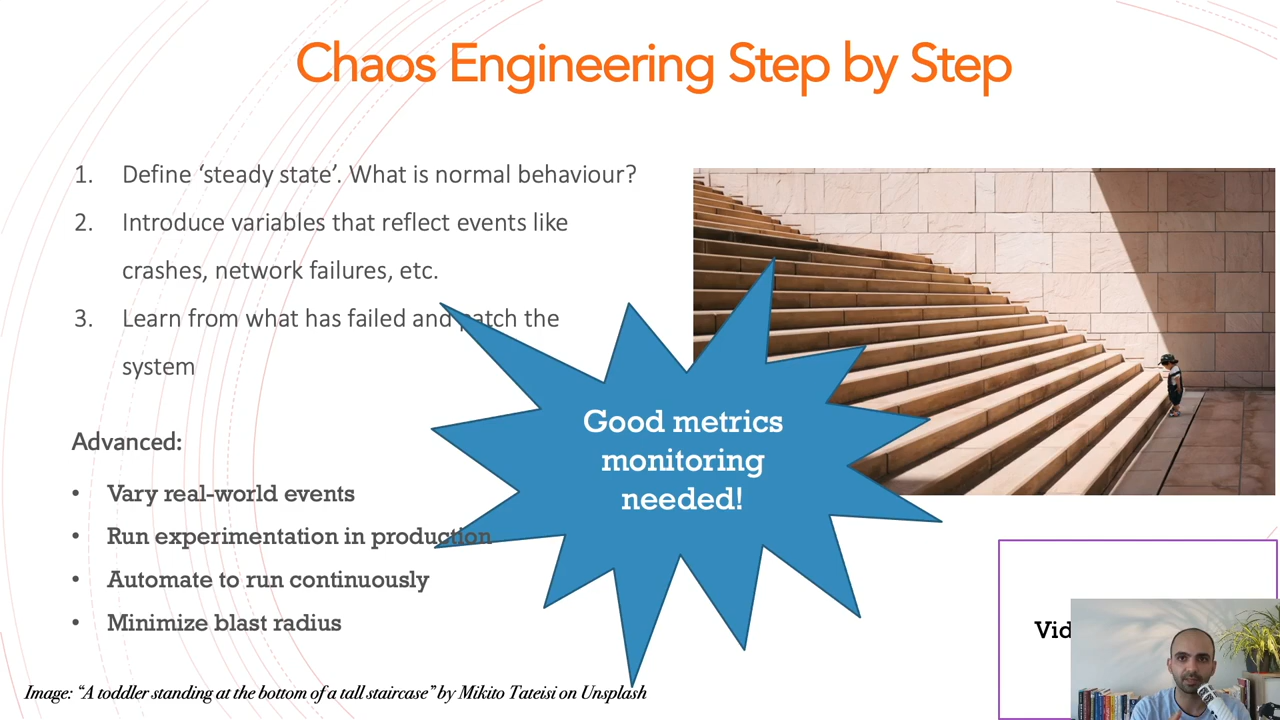 Chaos Engineering Step by Step
1. Define ‘steady state’. What is normal behaviour?
2. Introduce variables that reflect events like
crashes, network failures, etc.
3. Learn from what has failed and patch the
system
Advanced:
• Vary real-world events
• Run experimentation in production
• Automate to run continuously
• Minimize blast radius
Good metrics
monitoring
needed!
Vid
Image: “A toddler standing at the bottom of a tall staircase” by Mikito Tateisi on Unsplash